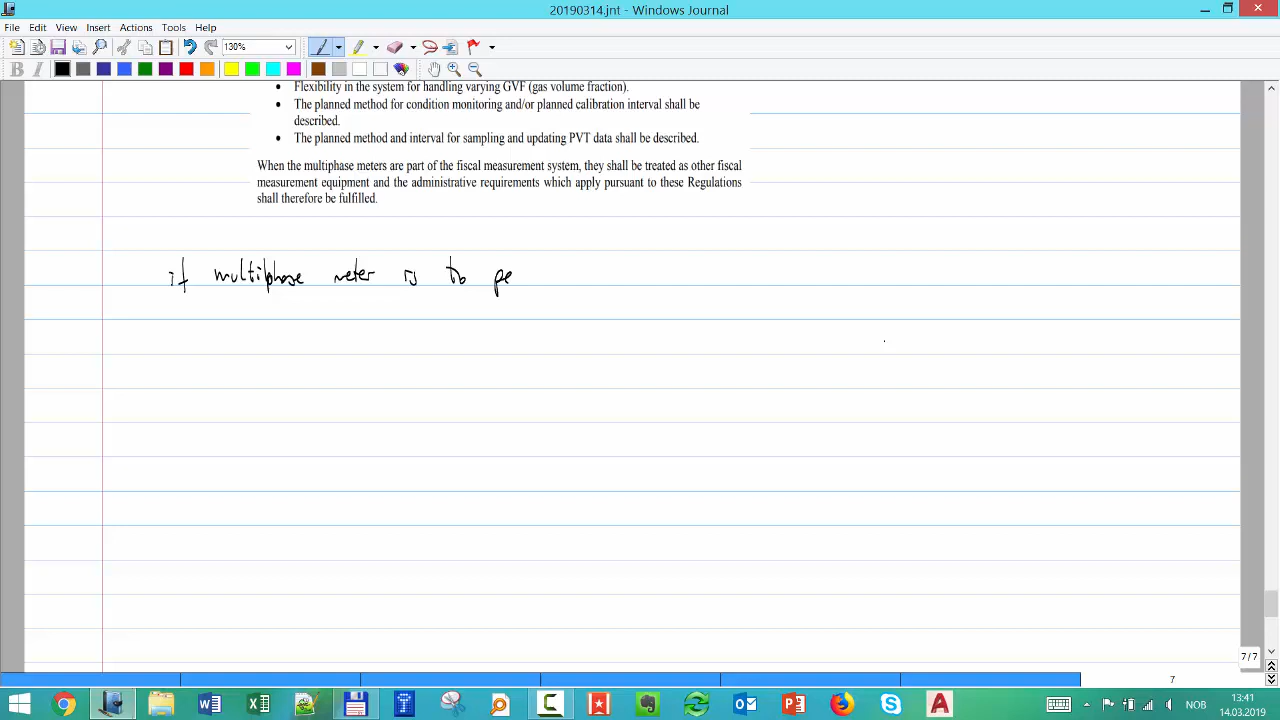 20190314.jnt - Windows Journal
File Edit View Insert Actions Tools Help
130%
B I
• Flexibility in the system for handling varying GVF (gas volume fraction).
• The planned method for condition monitoring and/or planned calibration interval shall be
described.
• The planned method and interval for sampling and updating PVT data shall be described.
When the multiphase meters are part of the fiscal measurement system, they shall be treated as other fiscal
measurement equipment and the administrative requirements which apply pursuant to these Regulations
shall therefore be fulfilled.
if multiphase meter is to pe
7 / 7
7
NOB
13:41
14.03.2019